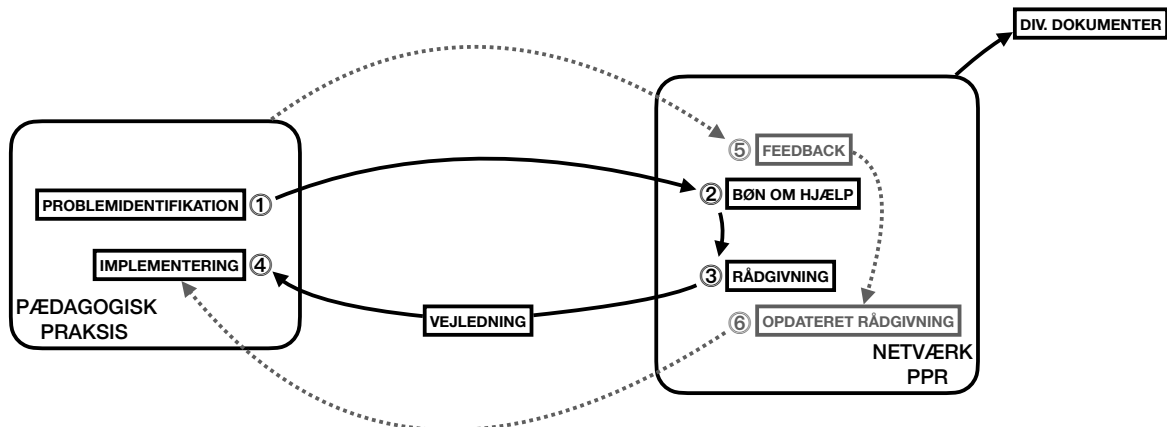 DIV. DOKUMENTER
⑤ FEEDBACK
PROBLEMIDENTIFIKATION ①
② BØN OM HJÆLP
IMPLEMENTERING ④
③ RÅDGIVNING
PÆDAGOGISK
PRAKSIS
VEJLEDNING
⑥ OPDATERET RÅDGIVNING
NETVÆRK
PPR